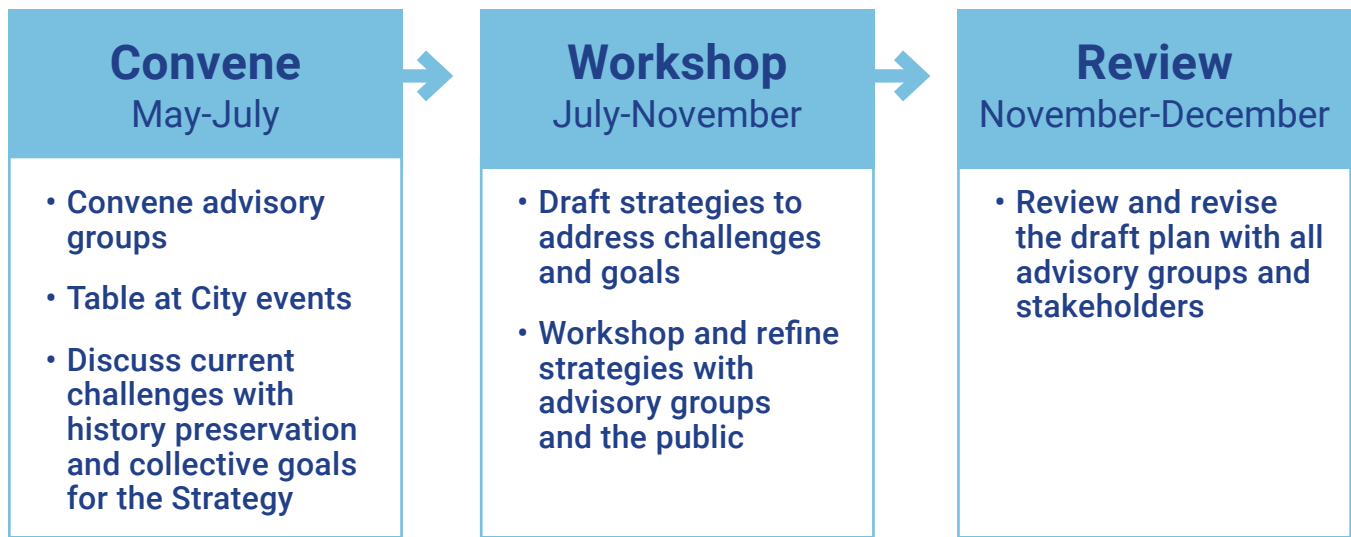 Convene
May-July
• Convene advisory
groups
• Table at City events
• Discuss current
challenges with
history preservation
and collective goals
for the Strategy
Workshop
July-November
• Draft strategies to
address challenges
and goals
• Workshop and refine
strategies with
advisory groups
and the public
Review
November-December
• Review and revise
the draft plan with all
advisory groups and
stakeholders